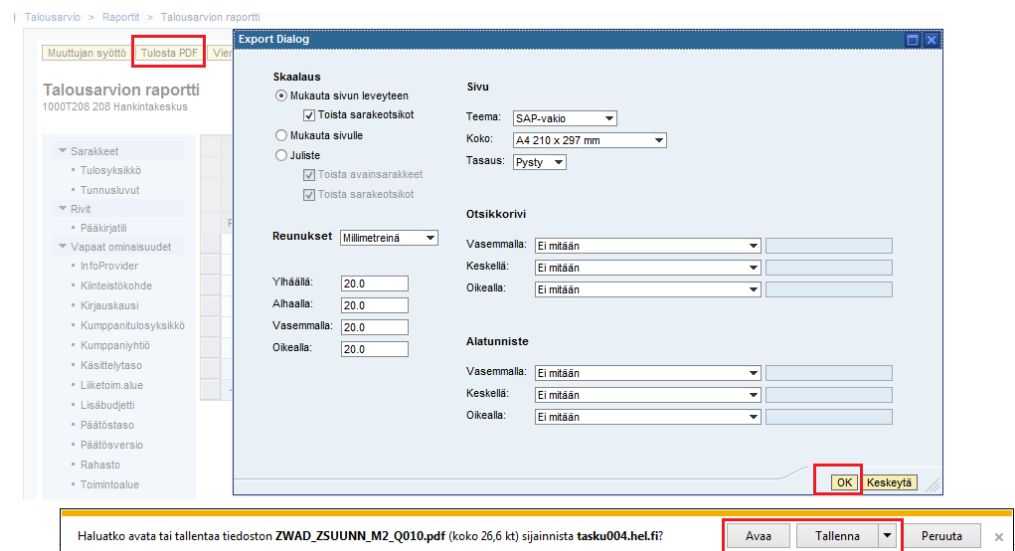 Talousarvio > Raportit > Talousarvion raportti
Muuttujan syöttö Tulosta PDF Vier
Talousarvion raportti
1000T208 208 Hankintakeskus
Sarakkeet
Tulosyksikkö
Tunnusluvut
Rivit
Pääkirjatili
Vapaat ominaisuudet
InfoProvider
Kiinteistökohde
Kirjauskausi
Kumppanitulosyksikkö
Kumppaniyhtiö
Käsittelytaso
Liiketoim.alue
Lisäbudjetti
Päätöstaso
Päätösversio
Rahasto
Toimintoalue
Export Dialog
Skaalaus
Mukauta sivun leveyteen
Toista sarakeotsikot
Mukauta sivulle
Juliste
Toista avainsarakkeet
Toista sarakeotsikot
Reunukset Millimetreinä
Ylhäällä: 20.0
Alhaalla: 20.0
Vasemmalla: 20.0
Oikealla: 20.0
Sivu
Teema: SAP-vakio
Koko: A4 210 x 297 mm
Tasaus: Pysty
Otsikkorivi
Vasemmalla: Ei mitään
Keskellä: Ei mitään
Oikealla: Ei mitään
Alatunniste
Vasemmalla: Ei mitään
Keskellä: Ei mitään
Oikealla: Ei mitään
OK Keskeytä
Haluatko avata tai tallentaa tiedoston ZWAD_ZSUUNN_M2_Q010.pdf (koko 26,6 kt) sijainnista tasku004.hel.fi? Avaa Tallenna Peruuta